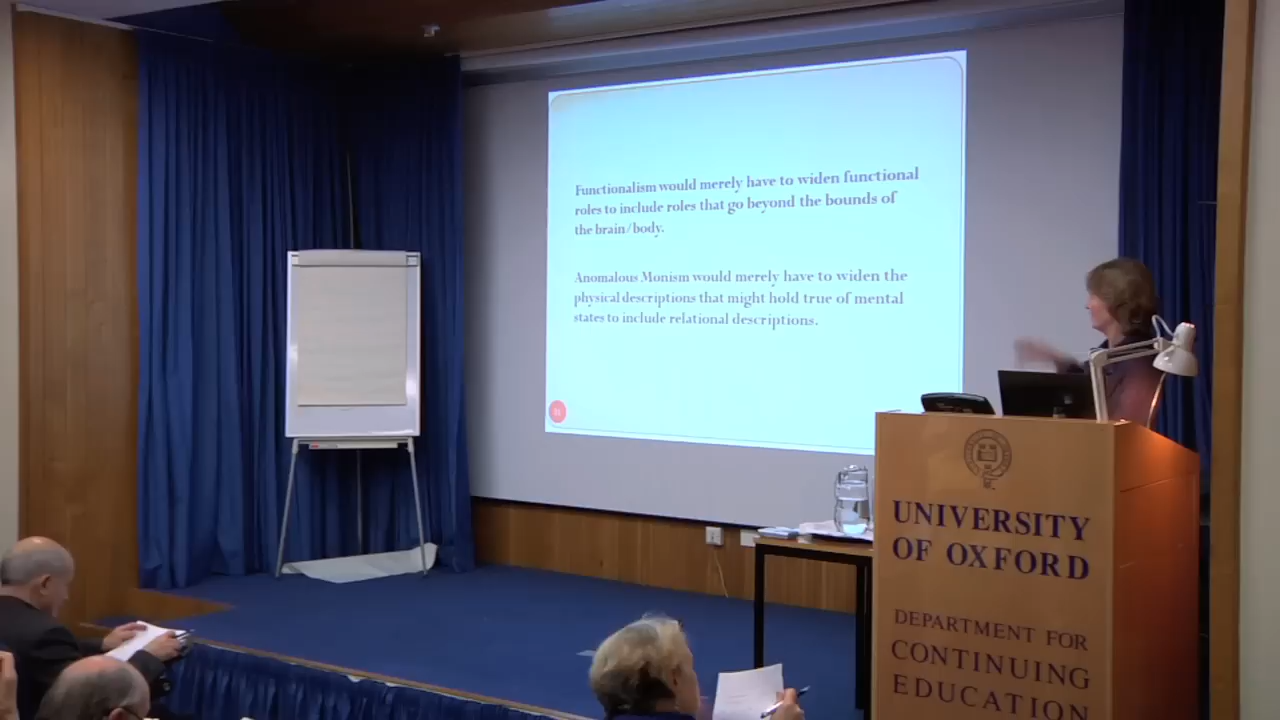 Functionalism would merely have to widen functional
roles to include roles that go beyond the bounds of
the brain/body.
Anomalous Monism would merely have to widen the
physical descriptions that might hold true of mental
states to include relational descriptions.
UNIVERSITY
OF OXFORD
DEPARTMENT FOR
CONTINUING
EDUCATION